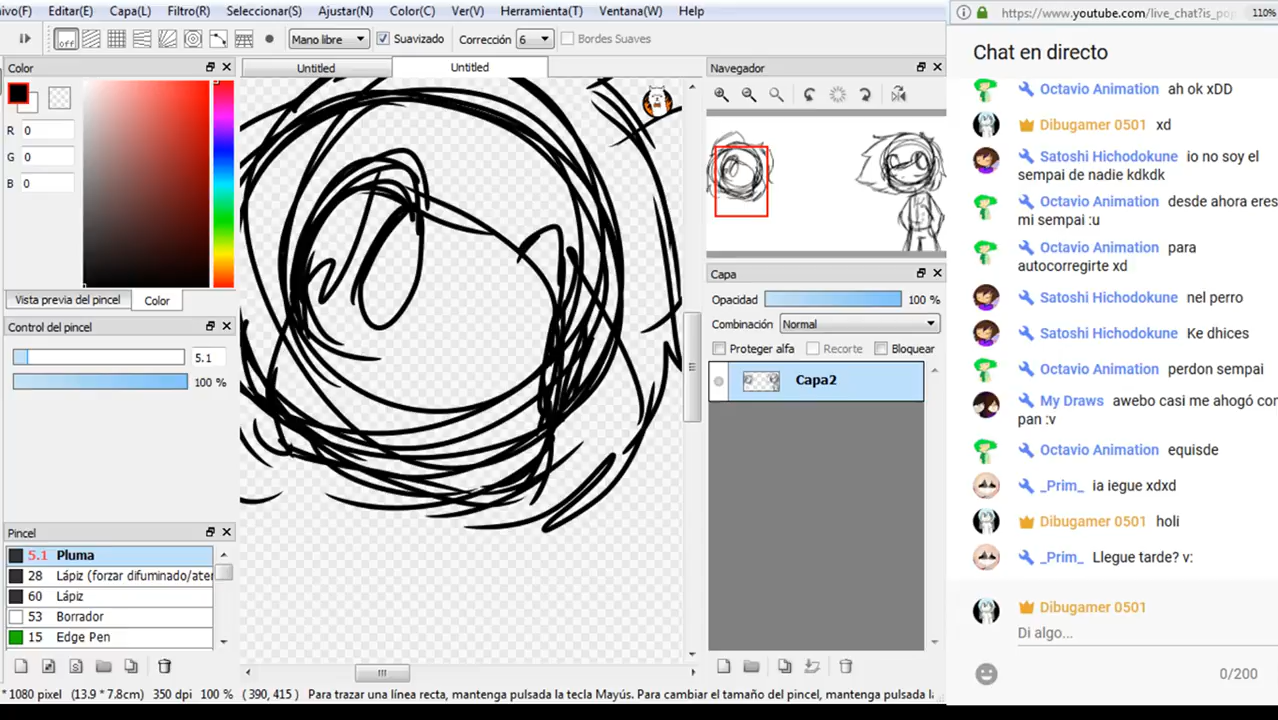 ivo(F) Editar(E) Capa(L) Filtro(R) Seleccionar(S) Ajustar(N) Color(C) Ver(V) Herramienta(T) Ventana(W) Help
https://www.youtube.com/live_chat?is_pop 110%
off Mano libre Suavizado Corrección 6 Bordes Suaves
Color
Untitled Untitled
Navegador
R 0
G 0
B 0
Vista previa del pincel Color
Control del pincel
5.1
100 %
Pincel
5.1 Pluma
28 Lápiz (forzar difuminado/ater
60 Lápiz
53 Borrador
15 Edge Pen
Capa
Opacidad 100 %
Combinación Normal
Proteger alfa Recorte Bloquear
Capa2
* 1080 pixel (13.9 * 7.8cm) 350 dpi 100 % ( 390, 415 ) Para trazar una línea recta, mantenga pulsada la tecla Mayús. Para cambiar el tamaño del pincel, mantenga pulsada la
Chat en directo
Octavio Animation ah ok xDD
Dibugamer 0501 xd
Satoshi Hichodokune io no soy el
sempai de nadie kdkdk
Octavio Animation desde ahora eres
mi sempai :u
Octavio Animation para
autocorregirte xd
Satoshi Hichodokune nel perro
Satoshi Hichodokune Ke dhices
Octavio Animation perdon sempai
My Draws awebo casi me ahogó con
pan :v
Octavio Animation equisde
_Prim_ ia iegue xdxd
Dibugamer 0501 holi
_Prim_ Llegue tarde? v:
Dibugamer 0501
Di algo...
0/200